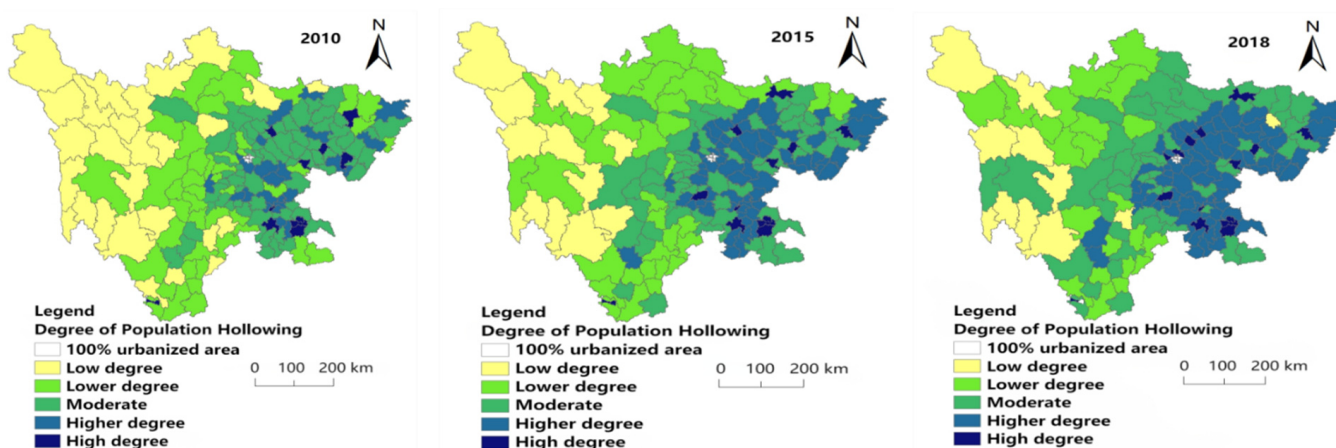 2010
N
Legend
Degree of Population Hollowing
100% urbanized area
Low degree
Lower degree
Moderate
Higher degree
High degree
0 100 200 km
2015
N
Legend
Degree of Population Hollowing
100% urbanized area
Low degree
Lower degree
Moderate
Higher degree
High degree
0 100 200 km
2018
N
Legend
Degree of Population Hollowing
100% urbanized area
Low degree
Lower degree
Moderate
Higher degree
High degree
0 100 200 km